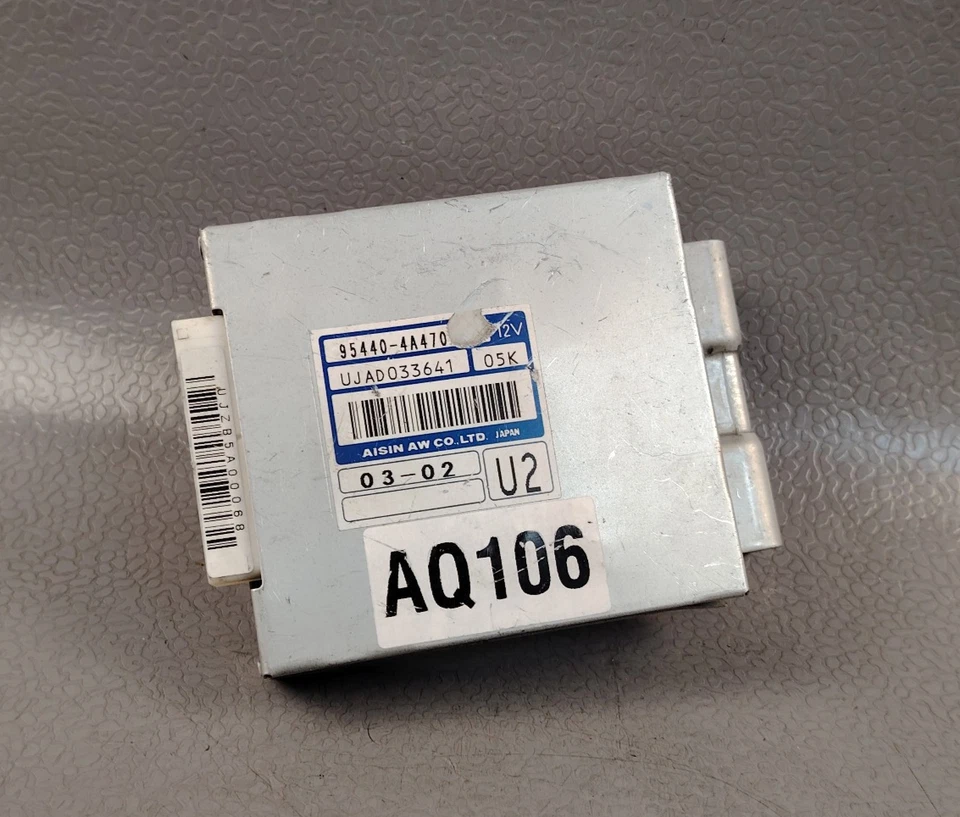 95440-4A470
12V
UJAD033641
05K
AISIN AW CO.,LTD. JAPAN
03-02
U2
AQ106
UJZB5A00068